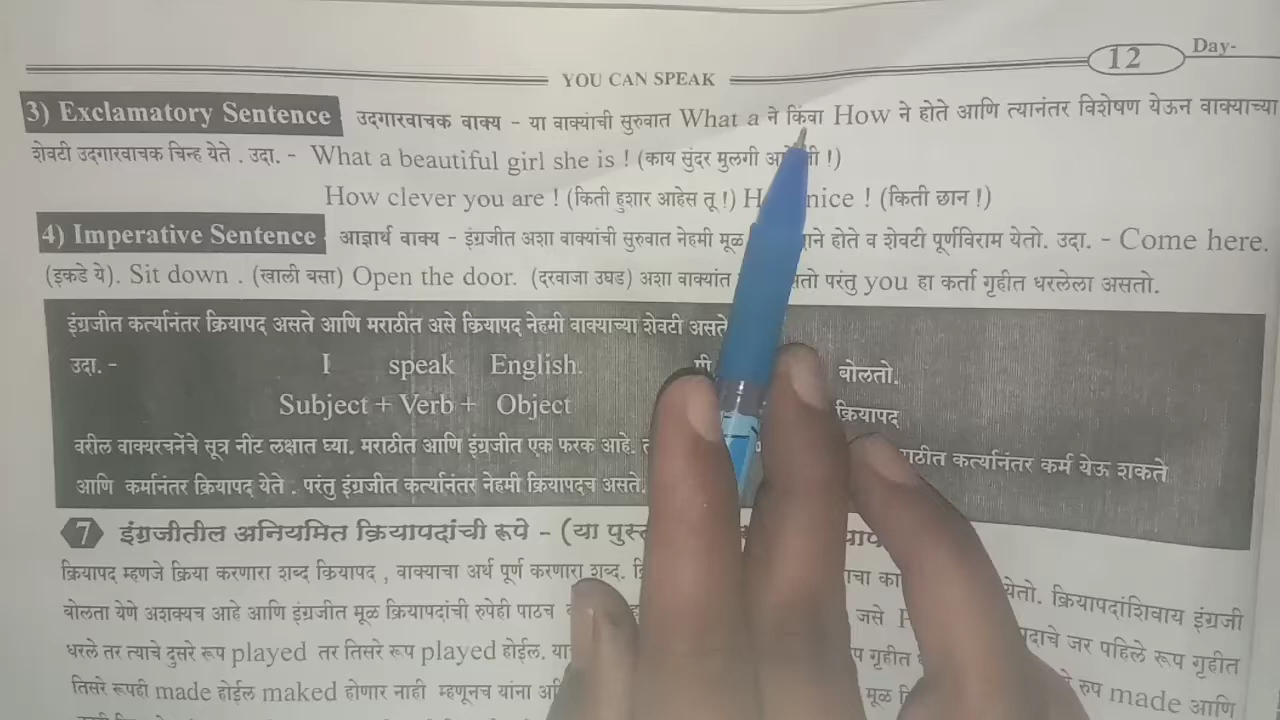 12 Day-
YOU CAN SPEAK
3) Exclamatory Sentence उदगारवाचक वाक्य - या वाक्यांची सुरुवात What a ने किंवा How ने होते आणि त्यानंतर विशेषण येऊन वाक्याच्या
शेवटी उदगारवाचक चिन्ह येते . उदा. - What a beautiful girl she is ! (काय सुंदर मुलगी !)
How clever you are ! (किती हुशार आहेस तू !) nice ! (किती छान !)
4) Imperative Sentence आज्ञार्थ वाक्य - इंग्रजीत अशा वाक्यांची सुरुवात नेहमी मूळ होते व शेवटी पूर्णविराम येतो. उदा. - Come here.
(इकडे ये). Sit down . (खाली बसा) Open the door. (दरवाजा उघड) अशा वाक्यांत परंतु you हा कर्ता गृहीत धरलेला असतो.
इंग्रजीत कर्त्यानंतर क्रियापद असते आणि मराठीत असे क्रियापद नेहमी वाक्याच्या शेवटी असते
उदा. - I speak English. बोलतो.
Subject + Verb + Object क्रियापद
वरील वाक्यरचनेंचे सूत्र नीट लक्षात घ्या. मराठीत आणि इंग्रजीत एक फरक आहे. कर्त्यानंतर कर्म येऊ शकते
आणि कर्मानंतर क्रियापद येते . परंतु इंग्रजीत कर्त्यानंतर नेहमी क्रियापदच असते.
7 इंग्रजीतील अनियमित क्रियापदांची रूपे - (या
क्रियापद म्हणजे क्रिया करणारा शब्द क्रियापद , वाक्याचा अर्थ पूर्ण करणारा शब्द. येतो. क्रियापदांशिवाय इंग्रजी
बोलता येणे अशक्यच आहे आणि इंग्रजीत मूळ क्रियापदांची रुपेही पाठच जसे जर पहिले रूप गृहीत
धरले तर त्याचे दुसरे रूप played तर तिसरे रूप played होईल. गृहीत रुप made आणि
तिसरे रूपही made होईल maked होणार नाही म्हणूनच यांना मूळ